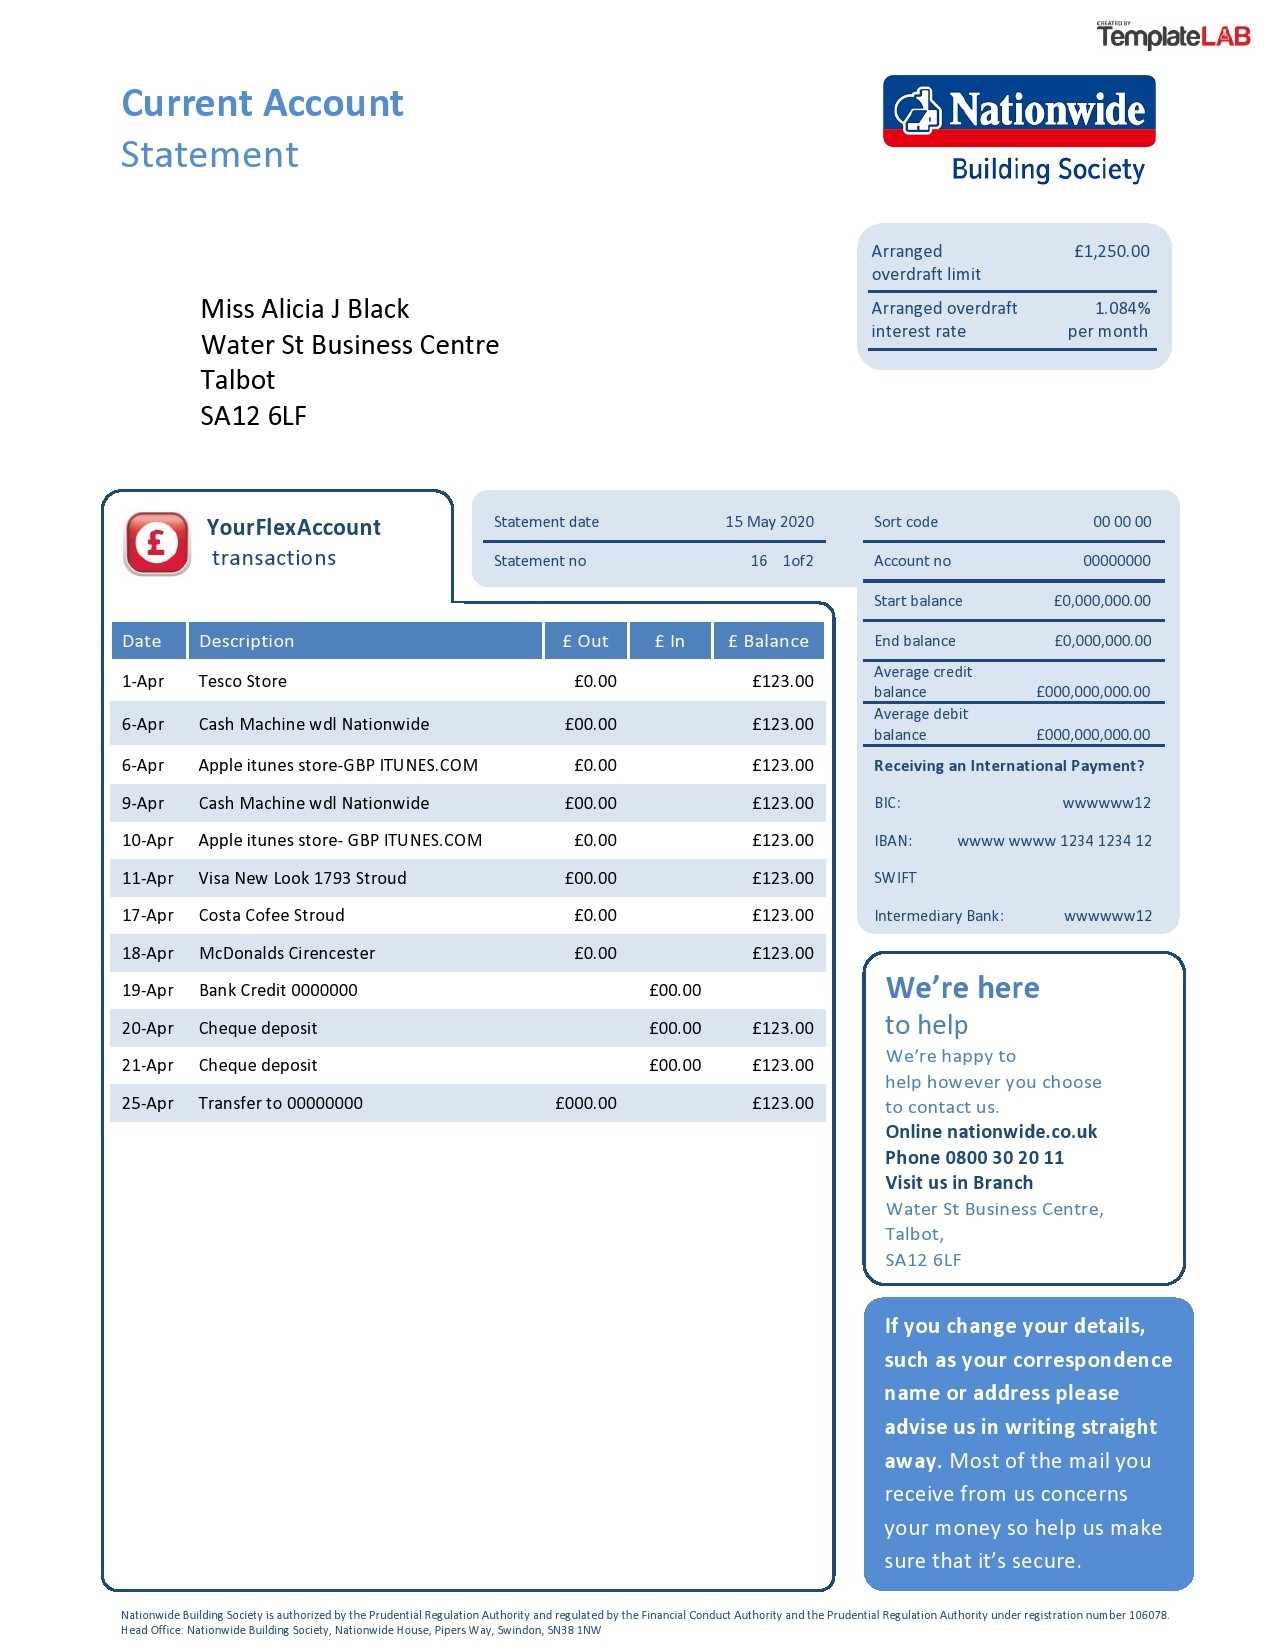 CREATED BY
TemplateLAB
Current Account
Statement
Nationwide
Building Society
Arranged £1,250.00
overdraft limit
Arranged overdraft 1.084%
interest rate per month
Miss Alicia J Black
Water St Business Centre
Talbot
SA12 6LF
£
YourFlexAccount
transactions
Statement date 15 May 2020
Statement no 16 1of2
Sort code 00 00 00
Account no 00000000
Start balance £0,000,000.00
End balance £0,000,000.00
Average credit
balance £000,000,000.00
Average debit
balance £000,000,000.00
Receiving an International Payment?
BIC: wwwwww12
IBAN: wwww wwww 1234 1234 12
SWIFT
Intermediary Bank: wwwwww12
Date Description £ Out £ In £ Balance
1-Apr Tesco Store £0.00 £123.00
6-Apr Cash Machine wdl Nationwide £00.00 £123.00
6-Apr Apple itunes store-GBP ITUNES.COM £0.00 £123.00
9-Apr Cash Machine wdl Nationwide £00.00 £123.00
10-Apr Apple itunes store- GBP ITUNES.COM £0.00 £123.00
11-Apr Visa New Look 1793 Stroud £00.00 £123.00
17-Apr Costa Cofee Stroud £0.00 £123.00
18-Apr McDonalds Cirencester £0.00 £123.00
19-Apr Bank Credit 0000000 £00.00
20-Apr Cheque deposit £00.00 £123.00
21-Apr Cheque deposit £00.00 £123.00
25-Apr Transfer to 00000000 £000.00 £123.00
We’re here
to help
We’re happy to
help however you choose
to contact us.
Online nationwide.co.uk
Phone 0800 30 20 11
Visit us in Branch
Water St Business Centre,
Talbot,
SA12 6LF
If you change your details,
such as your correspondence
name or address please
advise us in writing straight
away. Most of the mail you
receive from us concerns
your money so help us make
sure that it’s secure.
Nationwide Building Society is authorized by the Prudential Regulation Authority and regulated by the Financial Conduct Authority and the Prudential Regulation Authority under registration number 106078.
Head Office: Nationwide Building Society, Nationwide House, Pipers Way, Swindon, SN38 1NW